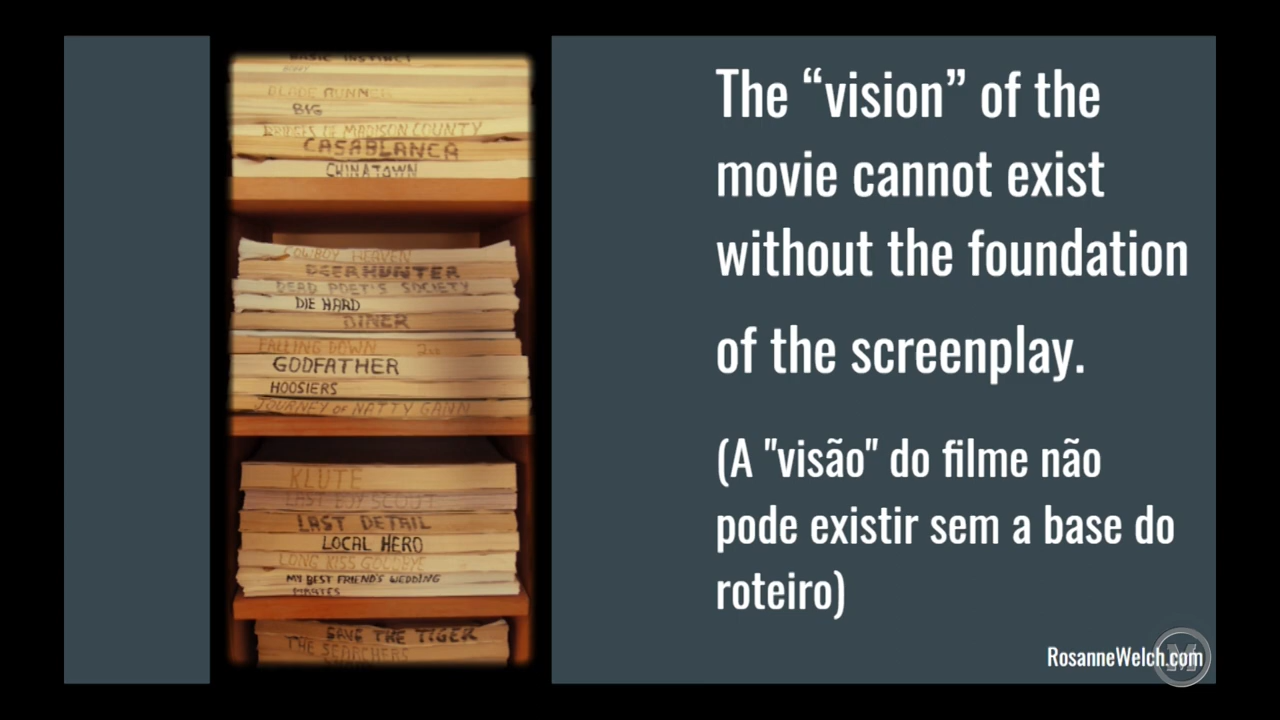 BASIC INSTINCT
BLADE RUNNER
BIG
BRIDGES OF MADISON COUNTY
CASABLANCA
CHINATOWN
COWBOY HEAVEN
DEERHUNTER
DEAD POET'S SOCIETY
DIE HARD
DINER
FALLING DOWN
GODFATHER
HOOSIERS
JOURNEY OF NATTY GANN
KLUTE
LAST BOY SCOUT
LAST DETAIL
LOCAL HERO
LONG KISS GOODBYE
MY BEST FRIEND'S WEDDING
PIRATES
SAVE THE TIGER
THE SEARCHERS
The “vision” of the
movie cannot exist
without the foundation
of the screenplay.
(A "visão" do filme não
pode existir sem a base do
roteiro)
RosanneWelch.com
M